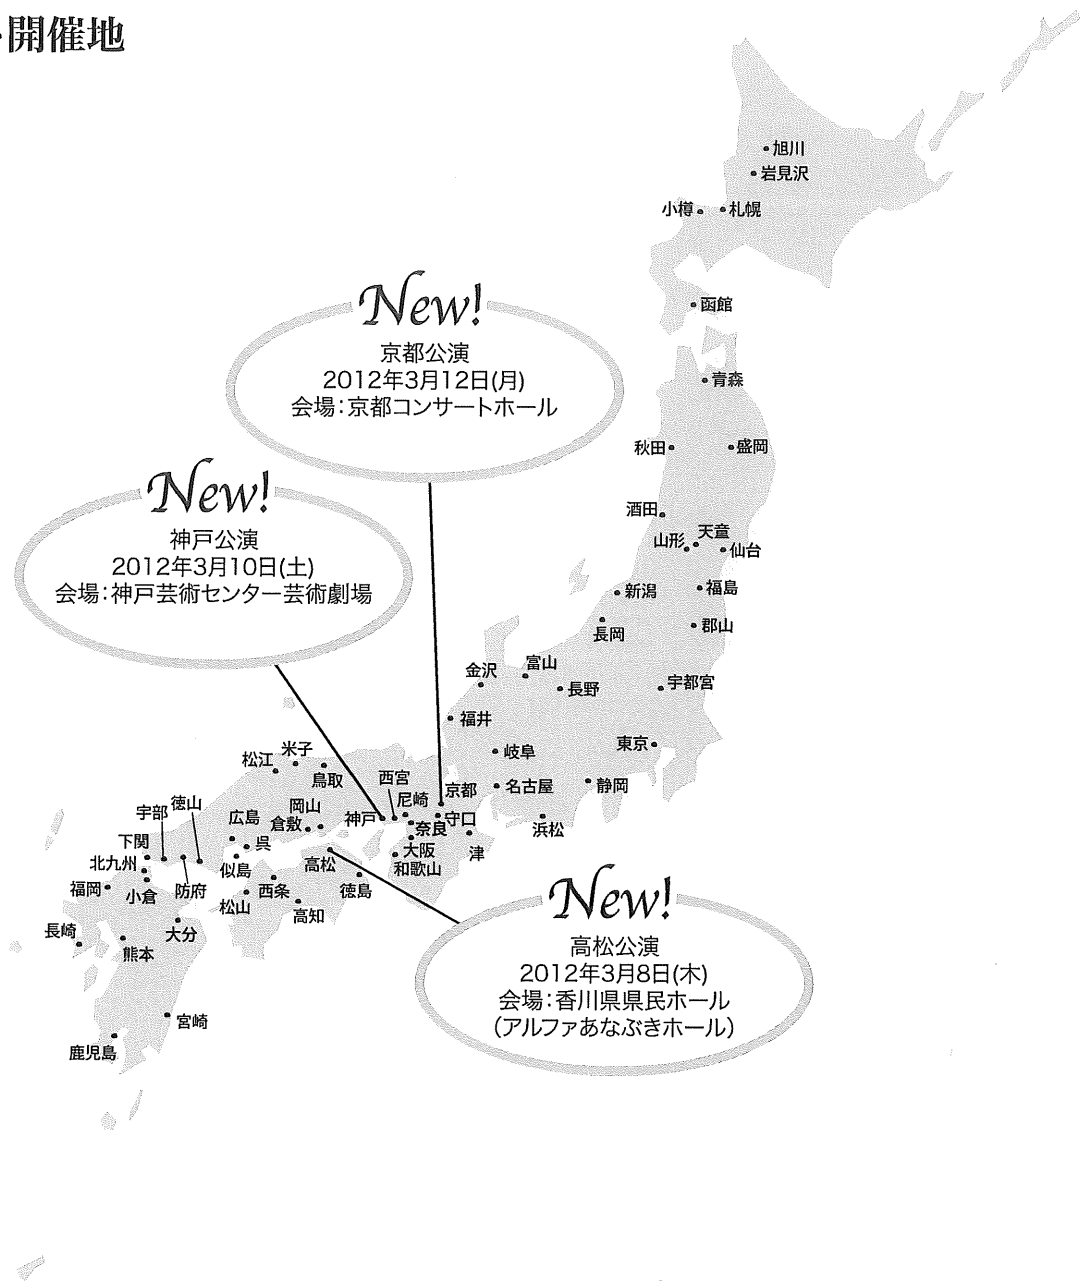 ・開催地
旭川
岩見沢
小樽
札幌
函館
New!
京都公演
2012年3月12日(月)
会場：京都コンサートホール
青森
秋田
盛岡
New!
神戸公演
2012年3月10日(土)
会場：神戸芸術センター芸術劇場
酒田
天童
山形
仙台
新潟
福島
長岡
郡山
富山
金沢
長野
宇都宮
福井
東京
岐阜
米子
松江
鳥取
西宮
京都
名古屋
静岡
尼崎
岡山
徳山
宇部
広島
倉敷
神戸
守口
奈良
浜松
下関
呉
大阪
津
北九州
似島
高松
和歌山
福岡
小倉
防府
松山
西条
徳島
高知
長崎
大分
熊本
New!
高松公演
2012年3月8日(木)
会場：香川県県民ホール
（アルファあなぶきホール）
宮崎
鹿児島